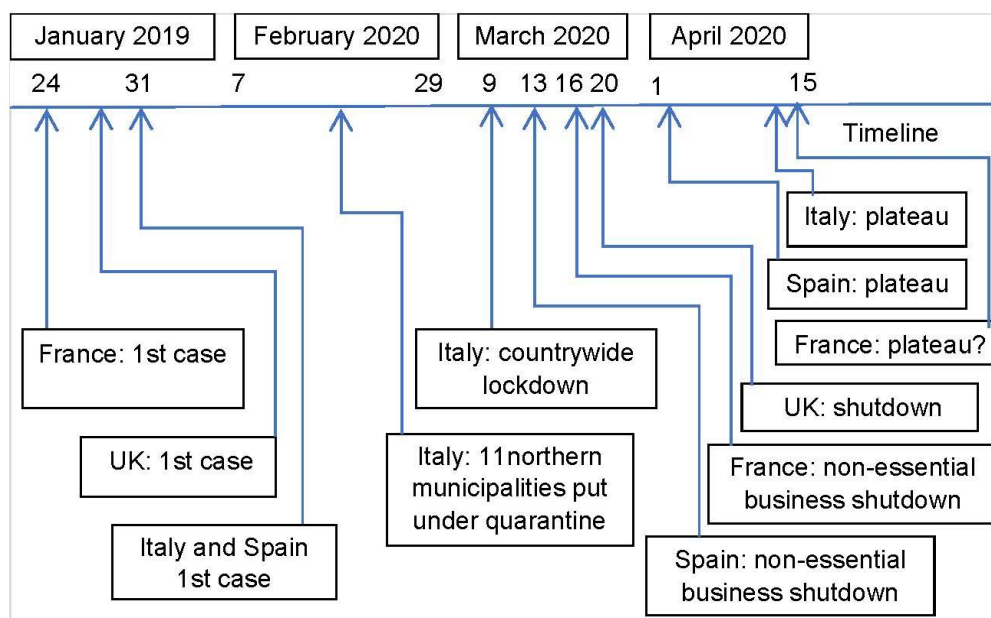 January 2019
February 2020
March 2020
April 2020
24
31
7
29
9
13
16
20
1
15
Timeline
Italy: plateau
Spain: plateau
France: plateau?
France: 1st case
Italy: countrywide
lockdown
UK: shutdown
UK: 1st case
Italy: 11northern
municipalities put
under quarantine
France: non-essential
business shutdown
Italy and Spain
1st case
Spain: non-essential
business shutdown